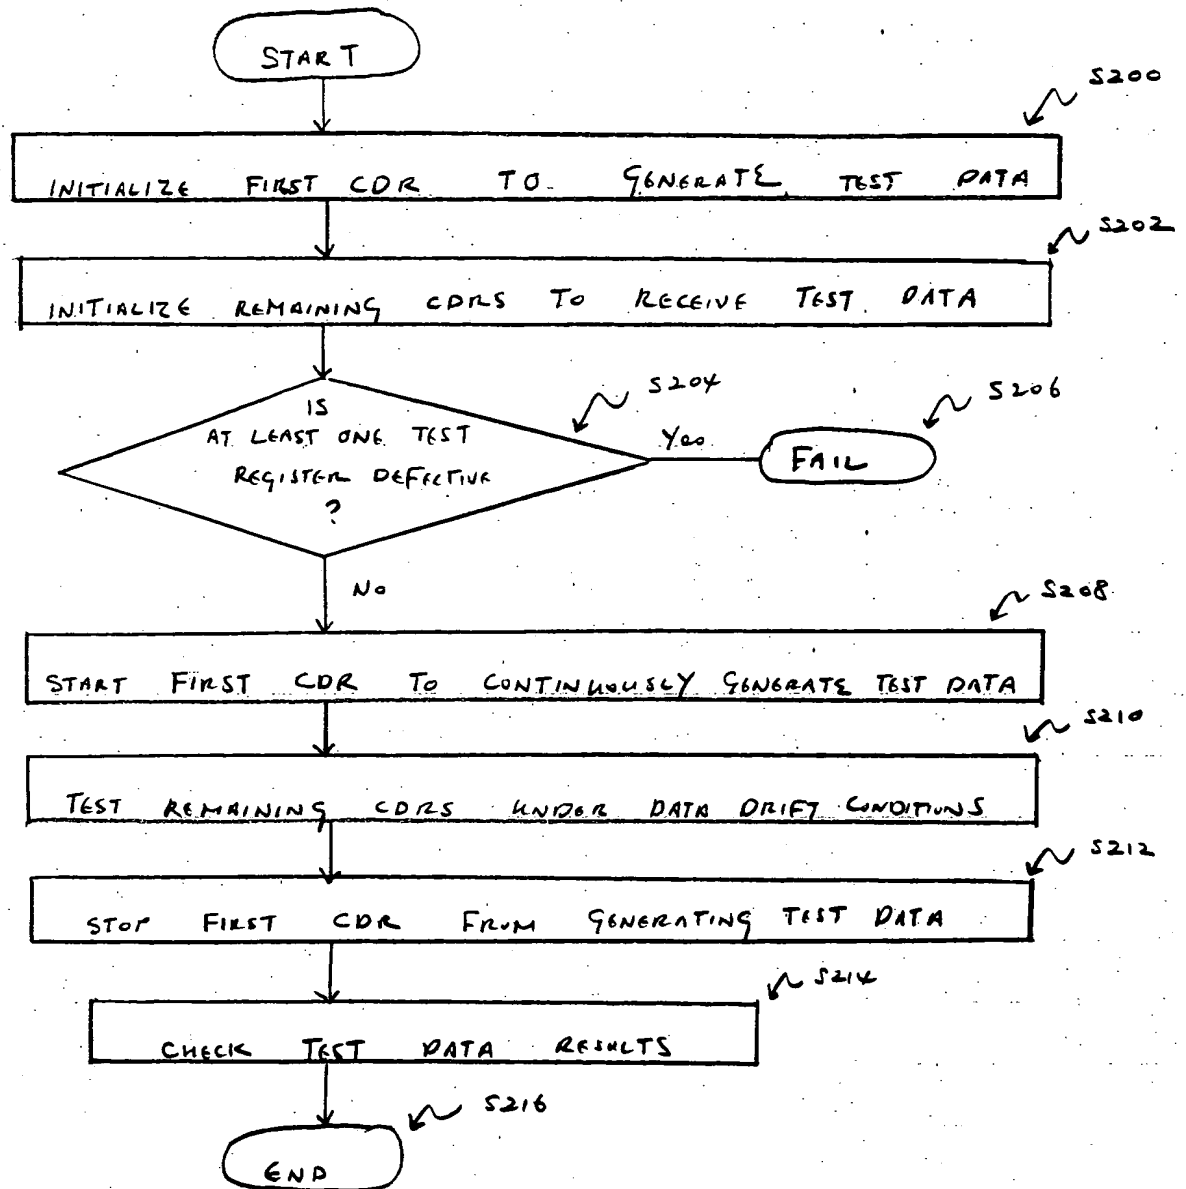 START
S200
INITIALIZE FIRST CDR TO GENERATE TEST DATA
S202
INITIALIZE REMAINING CDRS TO RECEIVE TEST DATA
S204
IS
AT LEAST ONE TEST
REGISTER DEFECTIVE
?
Yes
S206
FAIL
No
S208
START FIRST CDR TO CONTINUOUSLY GENERATE TEST DATA
S210
TEST REMAINING CDRS UNDER DATA DRIFT CONDITIONS
S212
STOP FIRST CDR FROM GENERATING TEST DATA
S214
CHECK TEST DATA RESULTS
S216
END